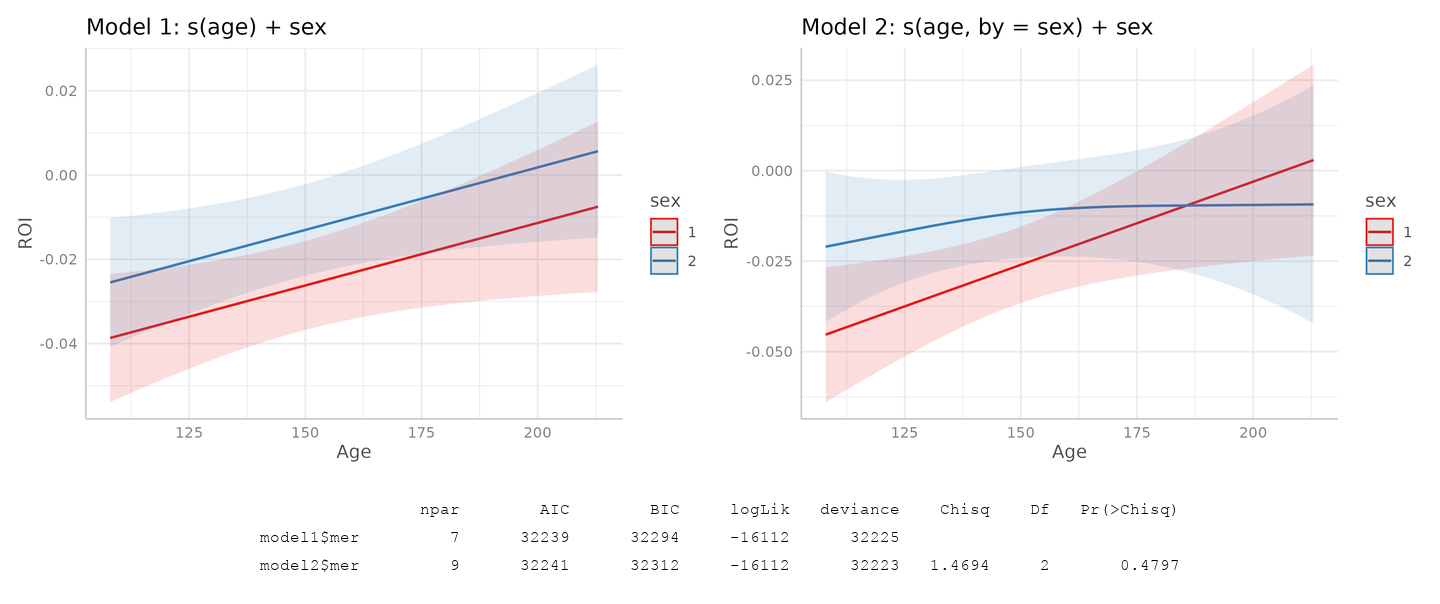 Model 1: s(age) + sex
0.02
0.00
-0.02
-0.04
ROI
125 150 175 200
Age
sex
1
2
Model 2: s(age, by = sex) + sex
0.025
0.000
-0.025
-0.050
ROI
125 150 175 200
Age
sex
1
2
npar AIC BIC logLik deviance Chisq Df Pr(>Chisq)
model1$mer 7 32239 32294 -16112 32225
model2$mer 9 32241 32312 -16112 32223 1.4694 2 0.4797